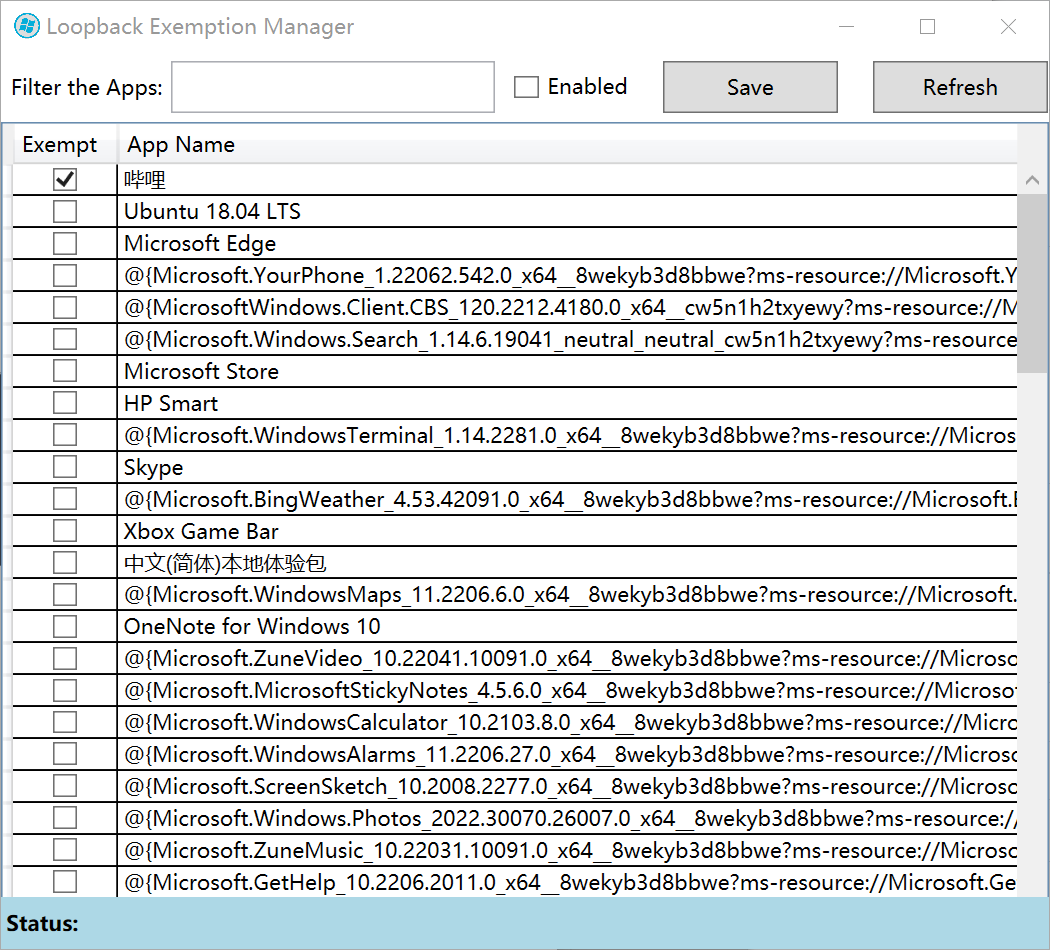 Loopback Exemption Manager
Filter the Apps: Enabled Save Refresh
Exempt App Name
哔哩
Ubuntu 18.04 LTS
Microsoft Edge
@{Microsoft.YourPhone_1.22062.542.0_x64__8wekyb3d8bbwe?ms-resource://Microsoft.Y
@{MicrosoftWindows.Client.CBS_120.2212.4180.0_x64__cw5n1h2txyewy?ms-resource://M
@{Microsoft.Windows.Search_1.14.6.19041_neutral_neutral_cw5n1h2txyewy?ms-resource
Microsoft Store
HP Smart
@{Microsoft.WindowsTerminal_1.14.2281.0_x64__8wekyb3d8bbwe?ms-resource://Micros
Skype
@{Microsoft.BingWeather_4.53.42091.0_x64__8wekyb3d8bbwe?ms-resource://Microsoft.
Xbox Game Bar
中文(简体)本地体验包
@{Microsoft.WindowsMaps_11.2206.6.0_x64__8wekyb3d8bbwe?ms-resource://Microsoft.
OneNote for Windows 10
@{Microsoft.ZuneVideo_10.22041.10091.0_x64__8wekyb3d8bbwe?ms-resource://Microso
@{Microsoft.MicrosoftStickyNotes_4.5.6.0_x64__8wekyb3d8bbwe?ms-resource://Microsof
@{Microsoft.WindowsCalculator_10.2103.8.0_x64__8wekyb3d8bbwe?ms-resource://Micro
@{Microsoft.WindowsAlarms_11.2206.27.0_x64__8wekyb3d8bbwe?ms-resource://Microso
@{Microsoft.ScreenSketch_10.2008.2277.0_x64__8wekyb3d8bbwe?ms-resource://Microso
@{Microsoft.Windows.Photos_2022.30070.26007.0_x64__8wekyb3d8bbwe?ms-resource:/
@{Microsoft.ZuneMusic_10.22031.10091.0_x64__8wekyb3d8bbwe?ms-resource://Microso
@{Microsoft.GetHelp_10.2206.2011.0_x64__8wekyb3d8bbwe?ms-resource://Microsoft.Ge
Status: